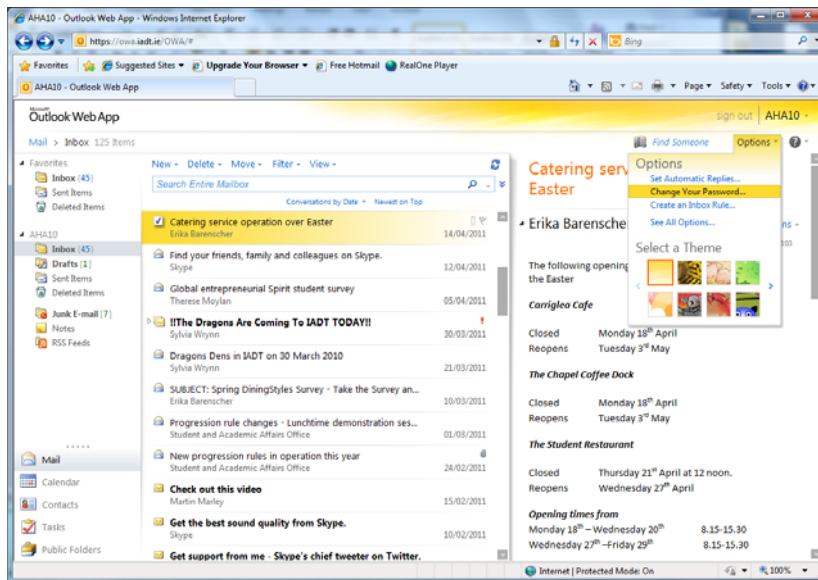 AHA10 - Outlook Web App - Windows Internet Explorer
https://owa.iadt.ie/OWA/#
Bing
Favorites Suggested Sites Upgrade Your Browser Free Hotmail RealOne Player
AHA10 - Outlook Web App
Page Safety Tools
Microsoft
Outlook Web App
sign out AHA10
Mail > Inbox 125 Items
Find Someone Options
Favorites
Inbox (45)
Sent Items
Deleted Items
AHA10
Inbox (45)
Drafts [1]
Sent Items
Deleted Items
Junk E-mail [7]
Notes
RSS Feeds
Mail
Calendar
Contacts
Tasks
Public Folders
New Delete Move Filter View
Search Entire Mailbox
Conversations by Date Newest on Top
Catering service operation over Easter
Erika Barenscher 14/04/2011
Find your friends, family and colleagues on Skype.
Skype 12/04/2011
Global entrepreneurial Spirit student survey
Therese Moylan 05/04/2011
!!The Dragons Are Coming To IADT TODAY!!
Sylvia Wrynn 30/03/2011
Dragons Dens in IADT on 30 March 2010
Sylvia Wrynn 21/03/2011
SUBJECT: Spring DiningStyles Survey - Take the Survey an...
Erika Barenscher 10/03/2011
Progression rule changes - Lunchtime demonstration ses...
Student and Academic Affairs Office 01/03/2011
New progression rules in operation this year
Student and Academic Affairs Office 24/02/2011
Check out this video
Martin Marley 15/02/2011
Get the best sound quality from Skype.
Skype 10/02/2011
Get support from me - Skype's chief tweeter on Twitter.
Catering serv
Easter
Erika Barensche
The following opening
the Easter
Options
Set Automatic Replies...
Change Your Password...
Create an Inbox Rule...
See All Options...
Select a Theme
Carriglea Cafe
Closed Monday 18th April
Reopens Tuesday 3rd May
The Chapel Coffee Dock
Closed Monday 18th April
Reopens Tuesday 3rd May
The Student Restaurant
Closed Thursday 21st April at 12 noon.
Reopens Wednesday 27th April
Opening times from
Monday 18th – Wednesday 20th 8.15-15.30
Wednesday 27th –Friday 29th 8.15-15.30
Internet | Protected Mode: On 100%